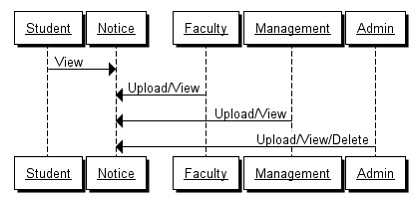 Student Notice Faculty Management Admin
View
Upload/View
Upload/View
Upload/View/Delete
Student Notice Faculty Management Admin